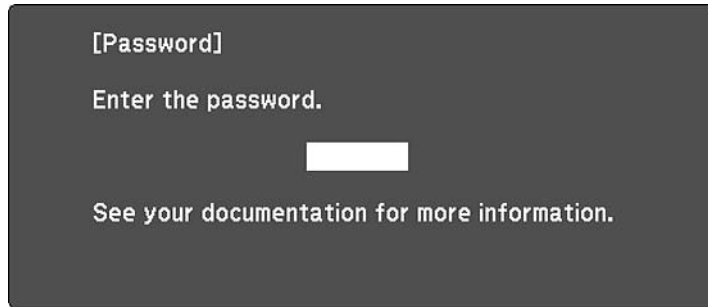 [Password]
Enter the password.
See your documentation for more information.